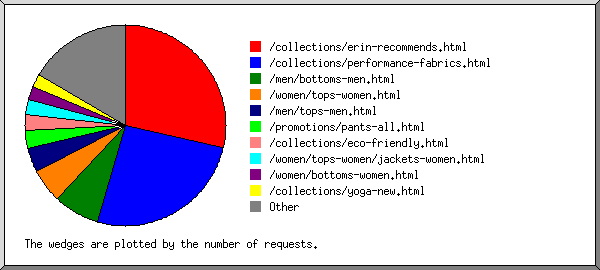 /collections/erin-recommends.html
/collections/performance-fabrics.html
/men/bottoms-men.html
/women/tops-women.html
/men/tops-men.html
/promotions/pants-all.html
/collections/eco-friendly.html
/women/tops-women/jackets-women.html
/women/bottoms-women.html
/collections/yoga-new.html
Other
The wedges are plotted by the number of requests.